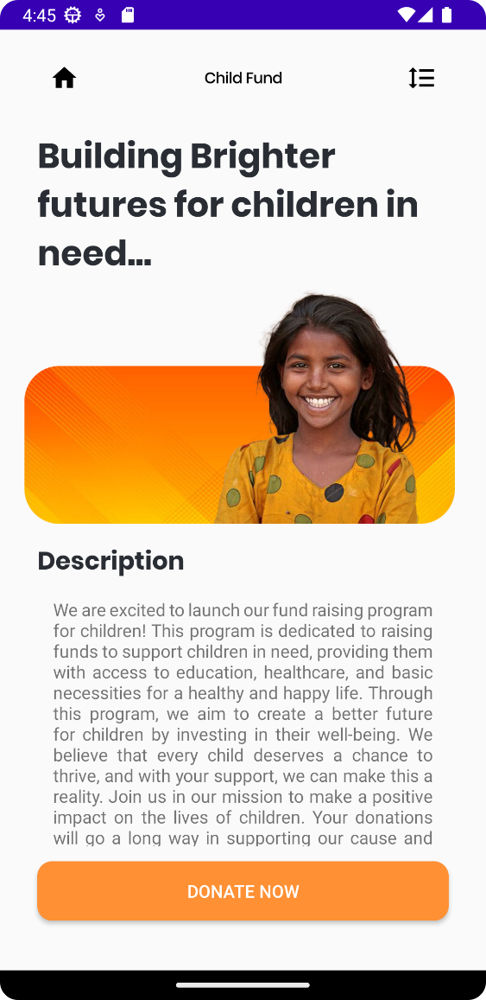 4:45
Child Fund
Building Brighter
futures for children in
need...
Description
We are excited to launch our fund raising program
for children! This program is dedicated to raising
funds to support children in need, providing them
with access to education, healthcare, and basic
necessities for a healthy and happy life. Through
this program, we aim to create a better future
for children by investing in their well-being. We
believe that every child deserves a chance to
thrive, and with your support, we can make this a
reality. Join us in our mission to make a positive
impact on the lives of children. Your donations
will go a long way in supporting our cause and
DONATE NOW